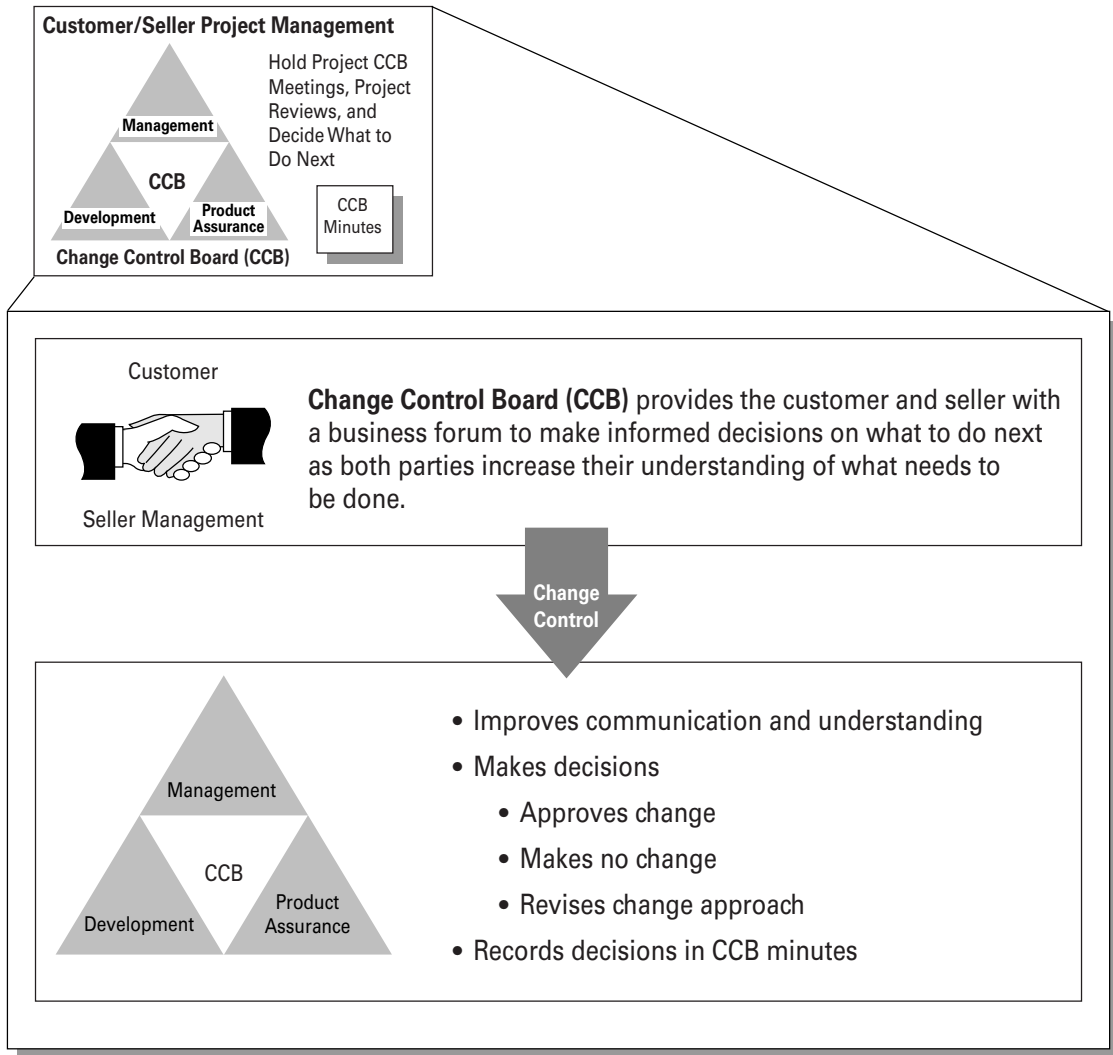 Customer/Seller Project Management
Hold Project CCB
Meetings, Project
Reviews, and
Decide What to
Do Next
Management
CCB
Development
Product
Assurance
Change Control Board (CCB)
CCB
Minutes
Customer
Seller Management
Change Control Board (CCB) provides the customer and seller with
a business forum to make informed decisions on what to do next
as both parties increase their understanding of what needs to
be done.
Change
Control
Management
CCB
Development
Product
Assurance
• Improves communication and understanding
• Makes decisions
• Approves change
• Makes no change
• Revises change approach
• Records decisions in CCB minutes